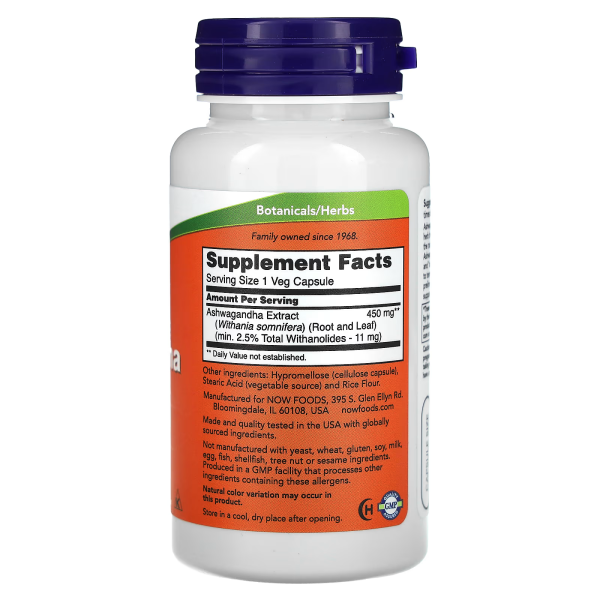 Botanicals/Herbs
Family owned since 1968.
Supplement Facts
Serving Size 1 Veg Capsule
Amount Per Serving
Ashwagandha Extract 450 mg**
(Withania somnifera) (Root and Leaf)
(min. 2.5% Total Withanolides - 11 mg)
** Daily Value not established.
Other ingredients: Hypromellose (cellulose capsule),
Stearic Acid (vegetable source) and Rice Flour.
Manufactured for NOW FOODS, 395 S. Glen Ellyn Rd.
Bloomingdale, IL 60108, USA nowfoods.com
Made and quality tested in the USA with globally
sourced ingredients.
Not manufactured with yeast, wheat, gluten, soy, milk,
egg, fish, shellfish, tree nut or sesame ingredients.
Produced in a GMP facility that processes other
ingredients containing these allergens.
Natural color variation may occur in
this product.
Store in a cool, dry place after opening.
H
GMP
CAPSULE SIZE